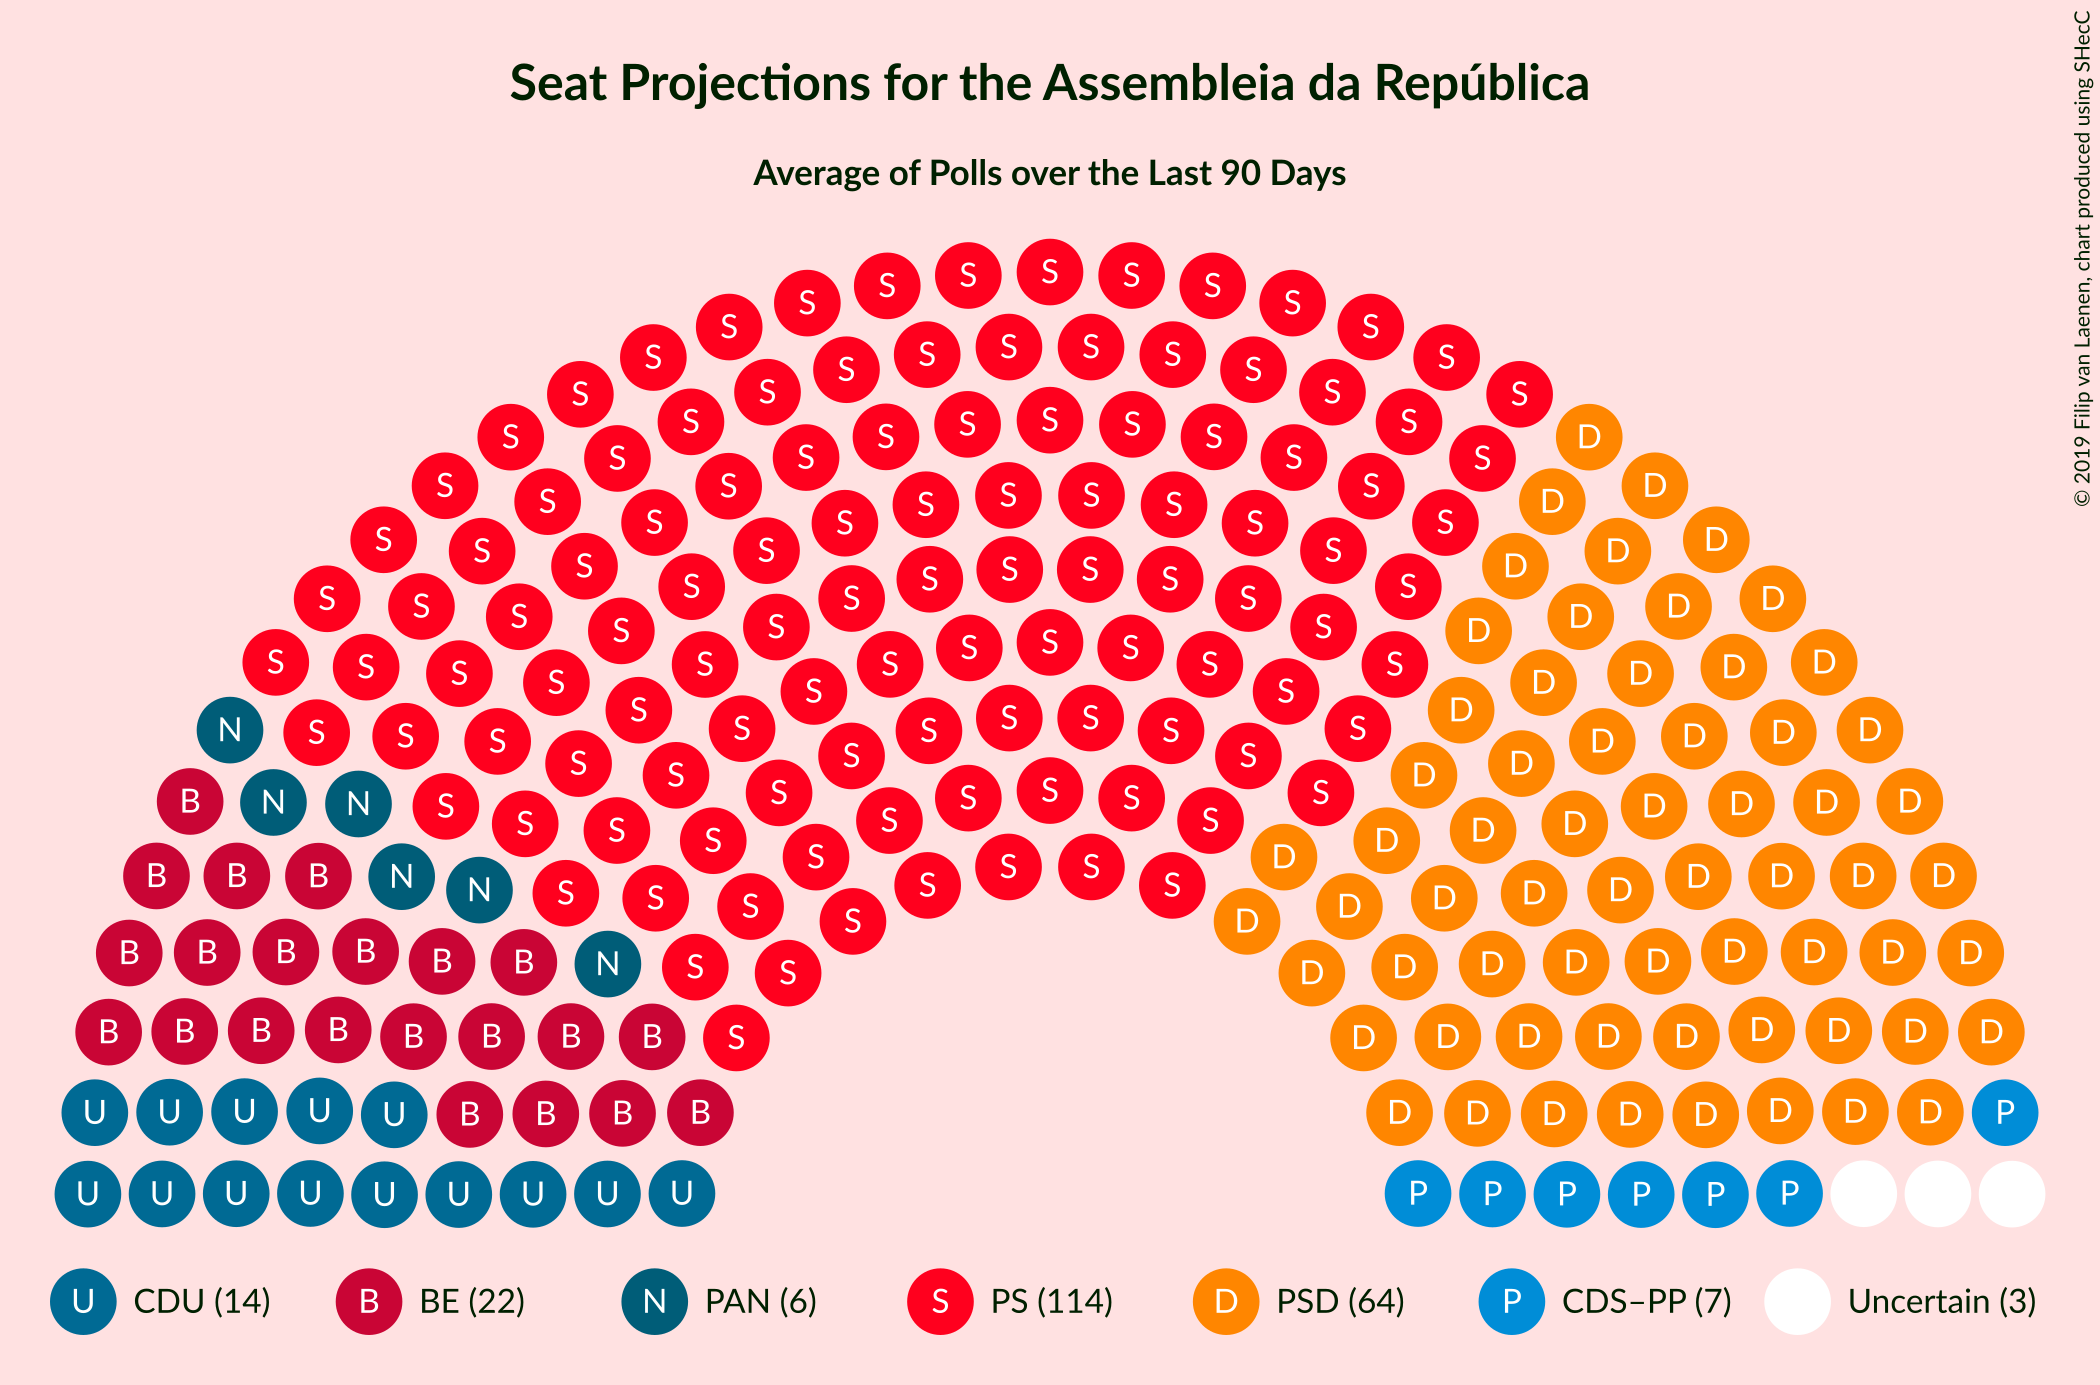 Seat Projections for the Assembleia da República
Average of Polls over the Last 90 Days
© 2019 Filip van Laenen, chart produced using SHecC
S S S S S S S S S S S S S S S S S S S S S S S S S S S S S S S S S S S S S S S S S S S S S S S S S S S S S S S S S S S S S S S S S S S S S S S S S S S S S S S S S S S S S S S S S S S S S S S S S S S S S S S S S S S S S S
D D D D D D D D D D D D D D D D D D D D D D D D D D D D D D D D D D D D D D D D D D D D D D D D D D D D D D D D D D D D D D D D
N N N N N N
B B B B B B B B B B B B B B B B B B B B B B
U U U U U U U U U U U U U U
P P P P P P P
U CDU (14) B BE (22) N PAN (6) S PS (114) D PSD (64) P CDS–PP (7) Uncertain (3)